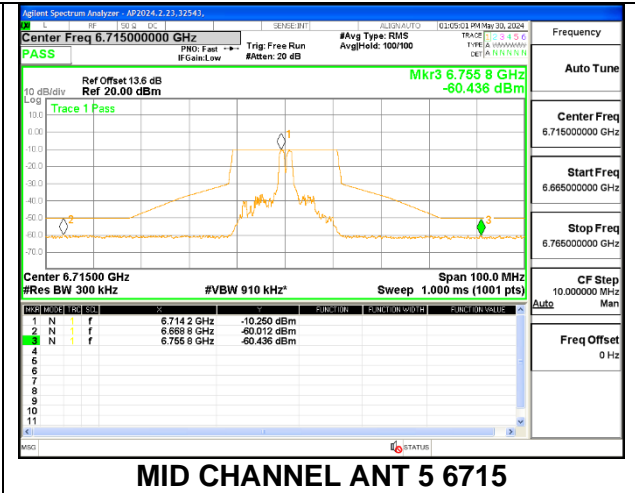 Agilent Spectrum Analyzer - AP2024.2.23,32543,
L RF 50 Ω DC SENSE:INT ALIGN AUTO 01:05:01 PM May 30, 2024
Center Freq 6.715000000 GHz
PASS
PNO: Fast
IFGain:Low
Trig: Free Run
#Atten: 20 dB
#Avg Type: RMS
Avg|Hold: 100/100
TRACE 1 2 3 4 5 6
TYPE A WWWWW
DET A N N N N N
Mkr3 6.755 8 GHz
-60.436 dBm
Ref Offset 13.6 dB
Ref 20.00 dBm
10 dB/div
Log
Trace 1 Pass
10.0
0.00
-10.0
-20.0
-30.0
-40.0
-50.0
-60.0
-70.0
1
2
3
Center 6.71500 GHz
#Res BW 300 kHz
#VBW 910 kHz*
Span 100.0 MHz
Sweep 1.000 ms (1001 pts)
MKR MODE TRC SCL X Y FUNCTION FUNCTION WIDTH FUNCTION VALUE
1 N 1 f 6.714 2 GHz -10.250 dBm
2 N 1 f 6.668 8 GHz -60.012 dBm
3 N 1 f 6.755 8 GHz -60.436 dBm
4
5
6
7
8
9
10
11
MSG STATUS
Frequency
Auto Tune
Center Freq
6.715000000 GHz
Start Freq
6.665000000 GHz
Stop Freq
6.765000000 GHz
CF Step
10.000000 MHz
Auto Man
Freq Offset
0 Hz
MID CHANNEL ANT 5 6715